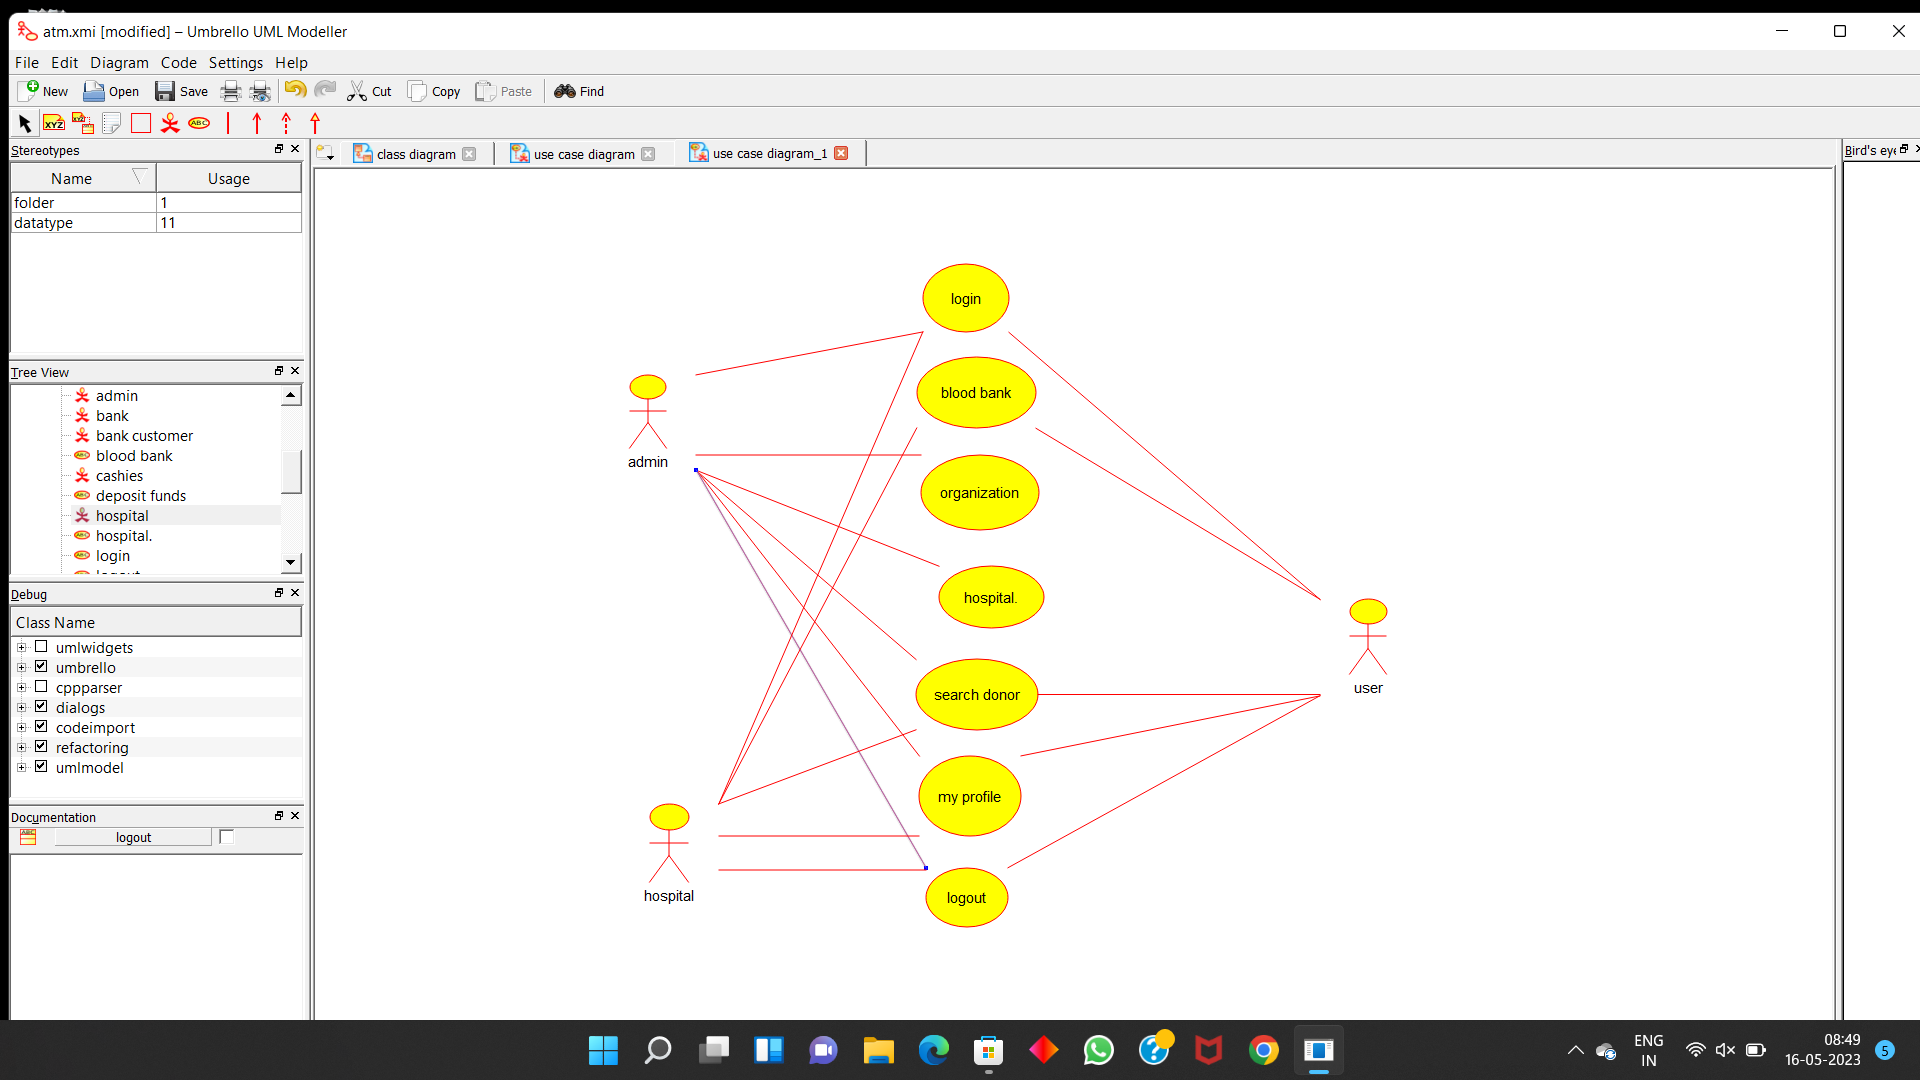 atm.xmi [modified] – Umbrello UML Modeller
File Edit Diagram Code Settings Help
New Open Save Cut Copy Paste Find
XYZ XYZ ABC
Stereotypes
Name Usage
folder 1
datatype 11
Tree View
admin
bank
bank customer
blood bank
cashies
deposit funds
hospital
hospital.
login
logout
Debug
Class Name
umlwidgets
umbrello
cppparser
dialogs
codeimport
refactoring
umlmodel
Documentation
logout
class diagram use case diagram use case diagram_1
Bird's eye
login
blood bank
admin
organization
hospital.
search donor
user
my profile
hospital
logout
ENG
IN
08:49
16-05-2023
5